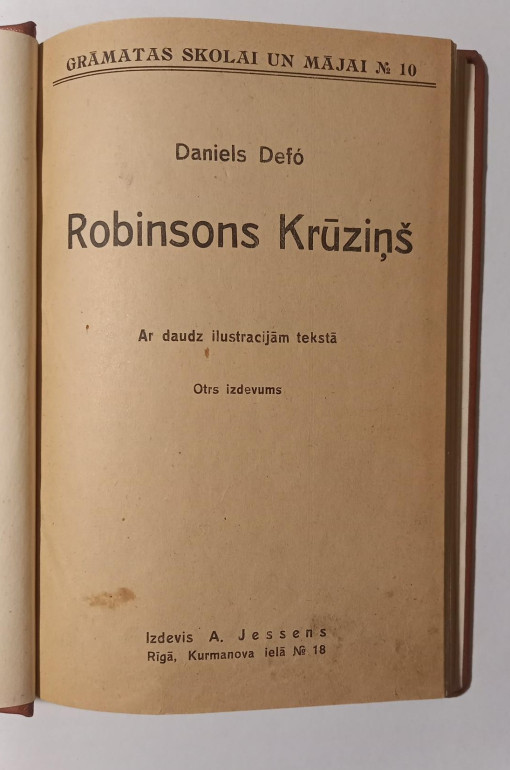 GRĀMATAS SKOLAI UN MĀJAI № 10
Daniels Defó
Robinsons Krūziņš
Ar daudz ilustracijām tekstā
Otrs izdevums
Izdevis A. Jessens
Rīgā, Kurmanova ielā № 18